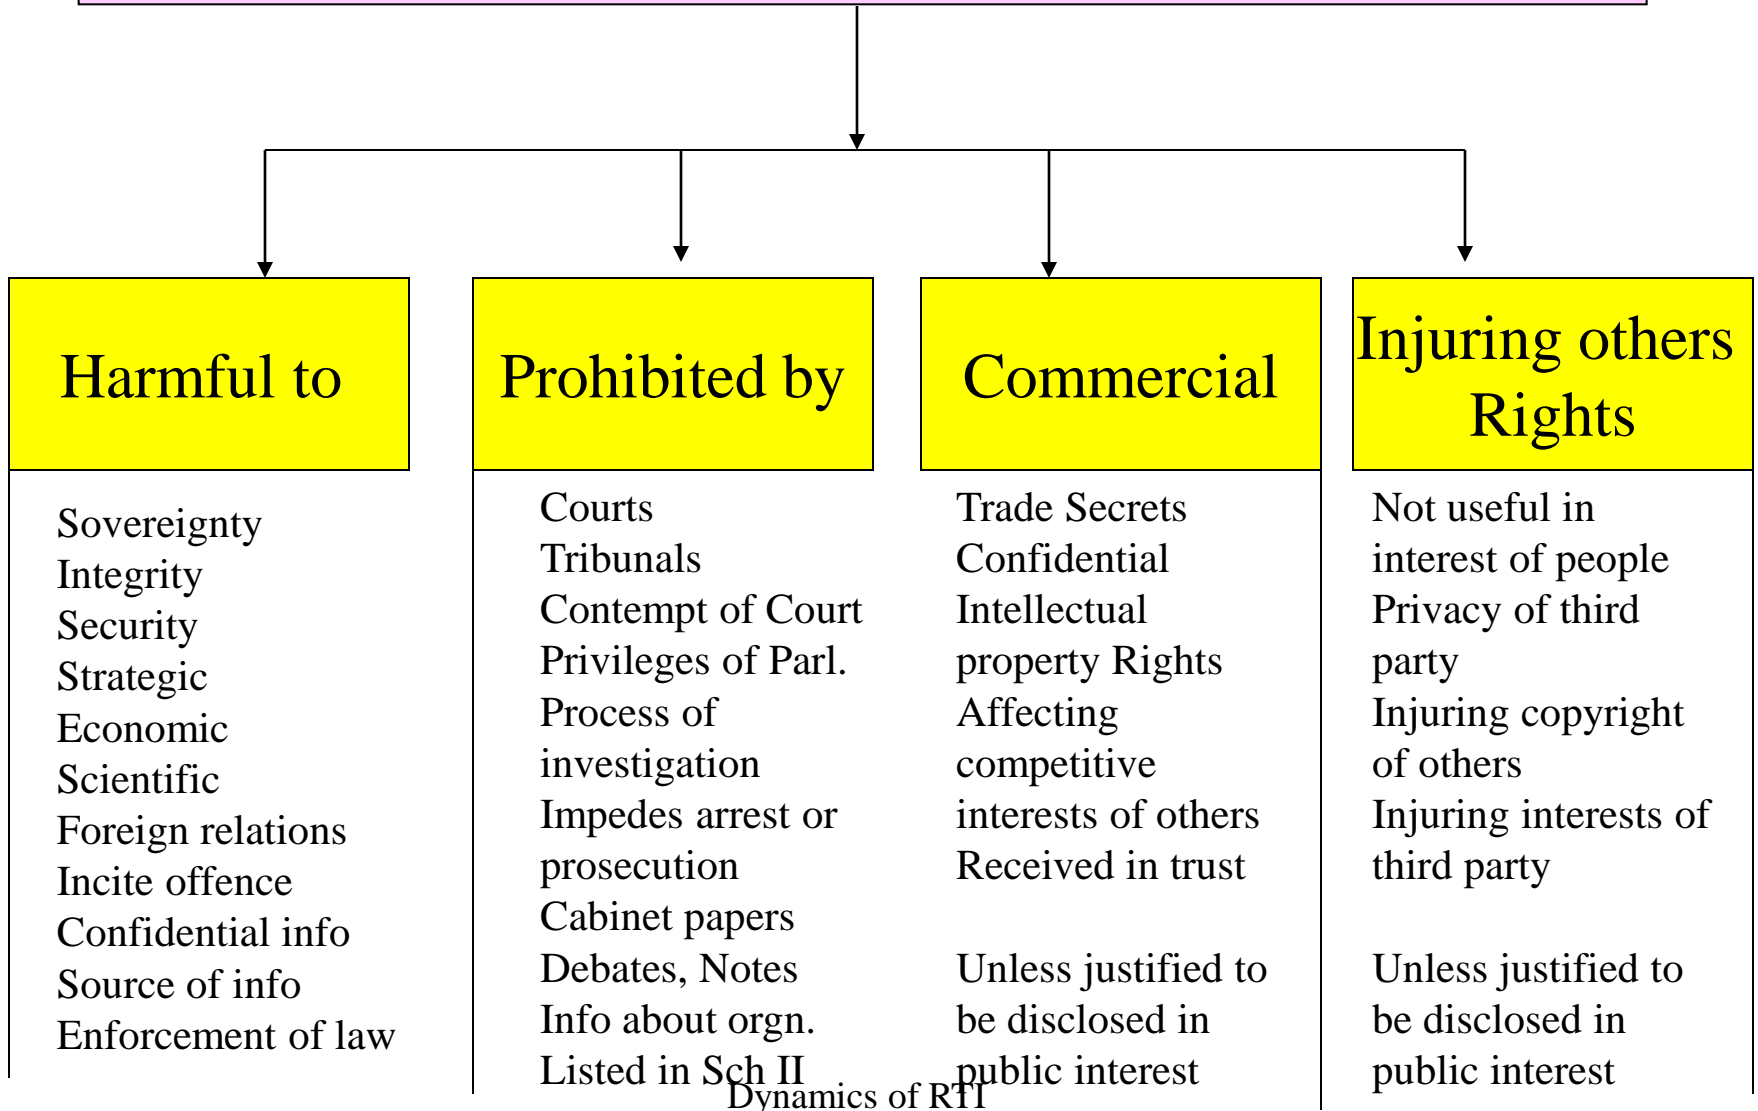 Harmful to
Sovereignty
Integrity
Security
Strategic
Economic
Scientific
Foreign relations
Incite offence
Confidential info
Source of info
Enforcement of law
Prohibited by
Courts
Tribunals
Contempt of Court
Privileges of Parl.
Process of
investigation
Impedes arrest or
prosecution
Cabinet papers
Debates, Notes
Info about orgn.
Listed in Sch II
Commercial
Trade Secrets
Confidential
Intellectual
property Rights
Affecting
competitive
interests of others
Received in trust
Unless justified to
be disclosed in
public interest
Injuring others
Rights
Not useful in
interest of people
Privacy of third
party
Injuring copyright
of others
Injuring interests of
third party
Unless justified to
be disclosed in
public interest
Dynamics of RTI